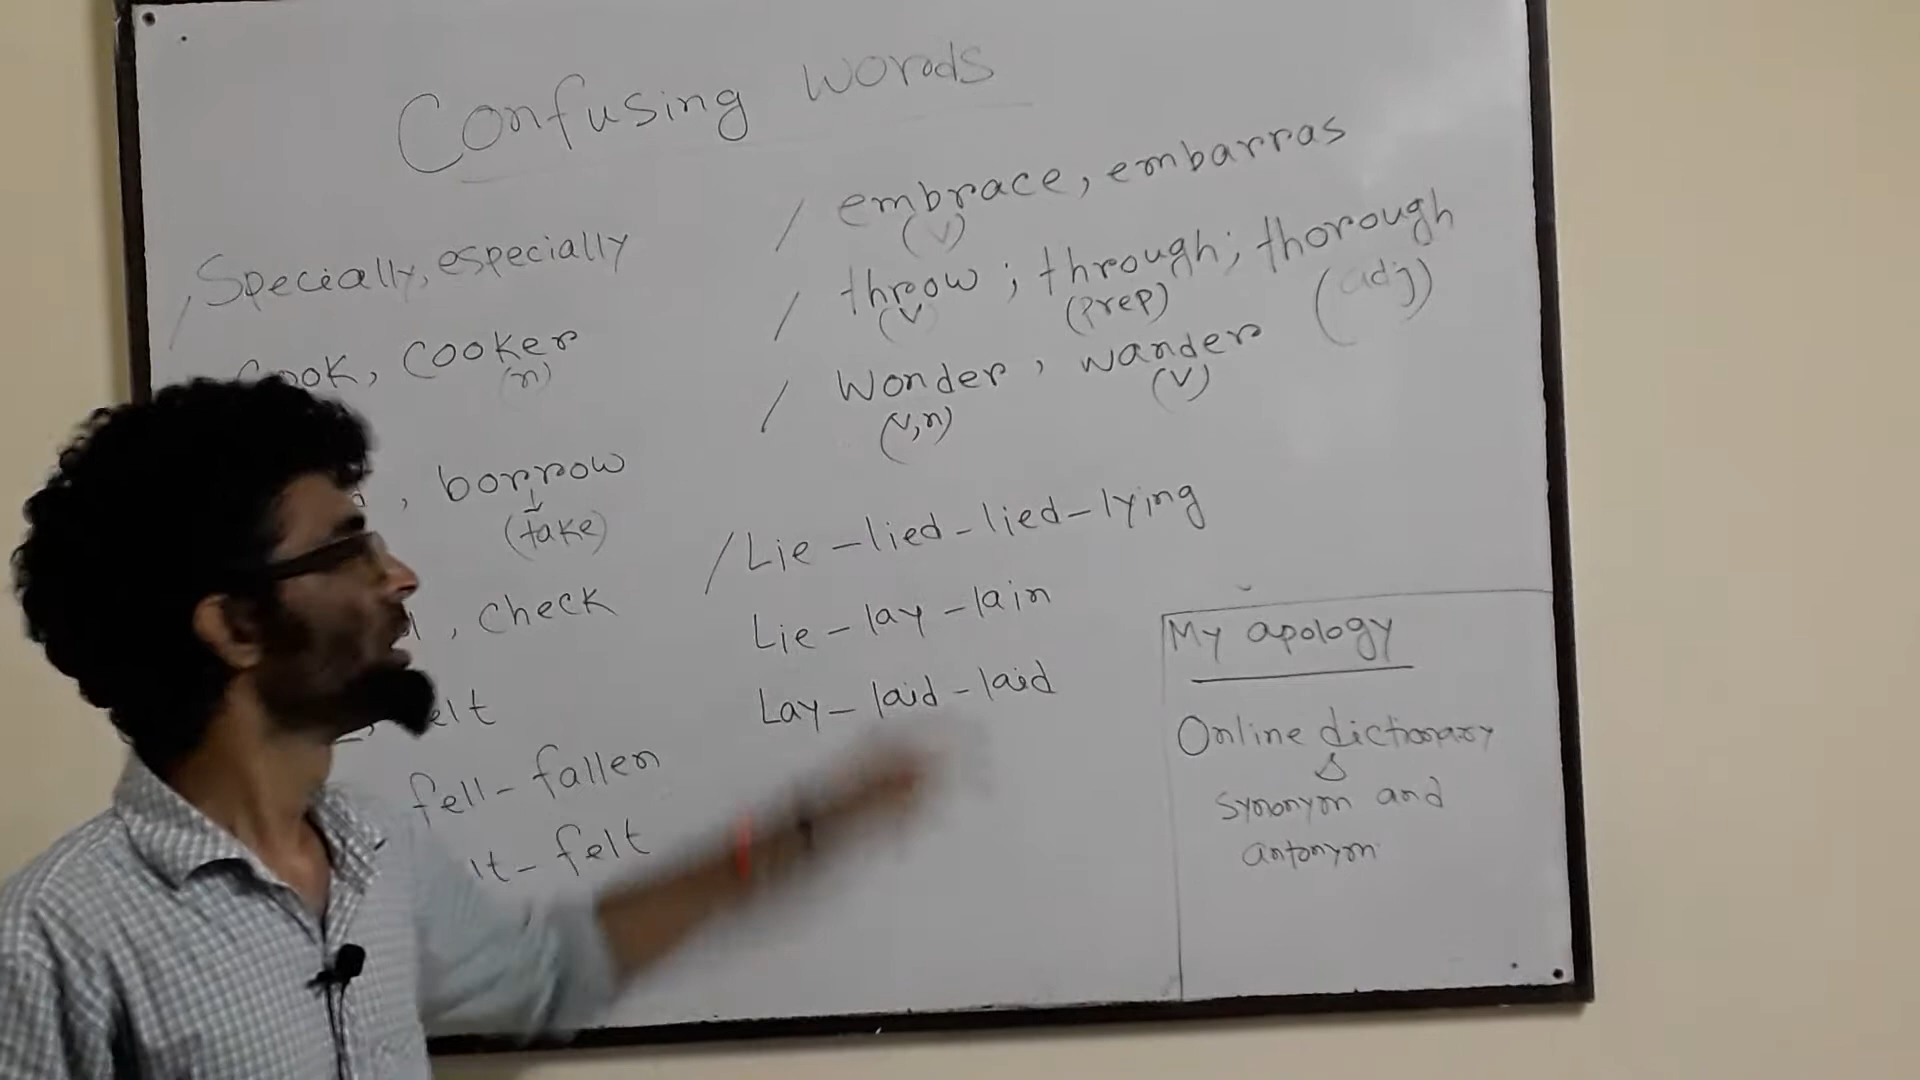 Confusing words
Specially, especially
Cook, Cooker
(n)
, borrow
(take)
, check
felt
fell - fallen
felt - felt
/ embrace, embarras
(v)
/ throw ; through ; thorough
(v) (prep) (adj)
/ Wonder , wander
(v,n) (v)
/ Lie - lied - lied - lying
Lie - lay - lain
Lay - laid - laid
My apology
Online dictionary
synonym and
antonym